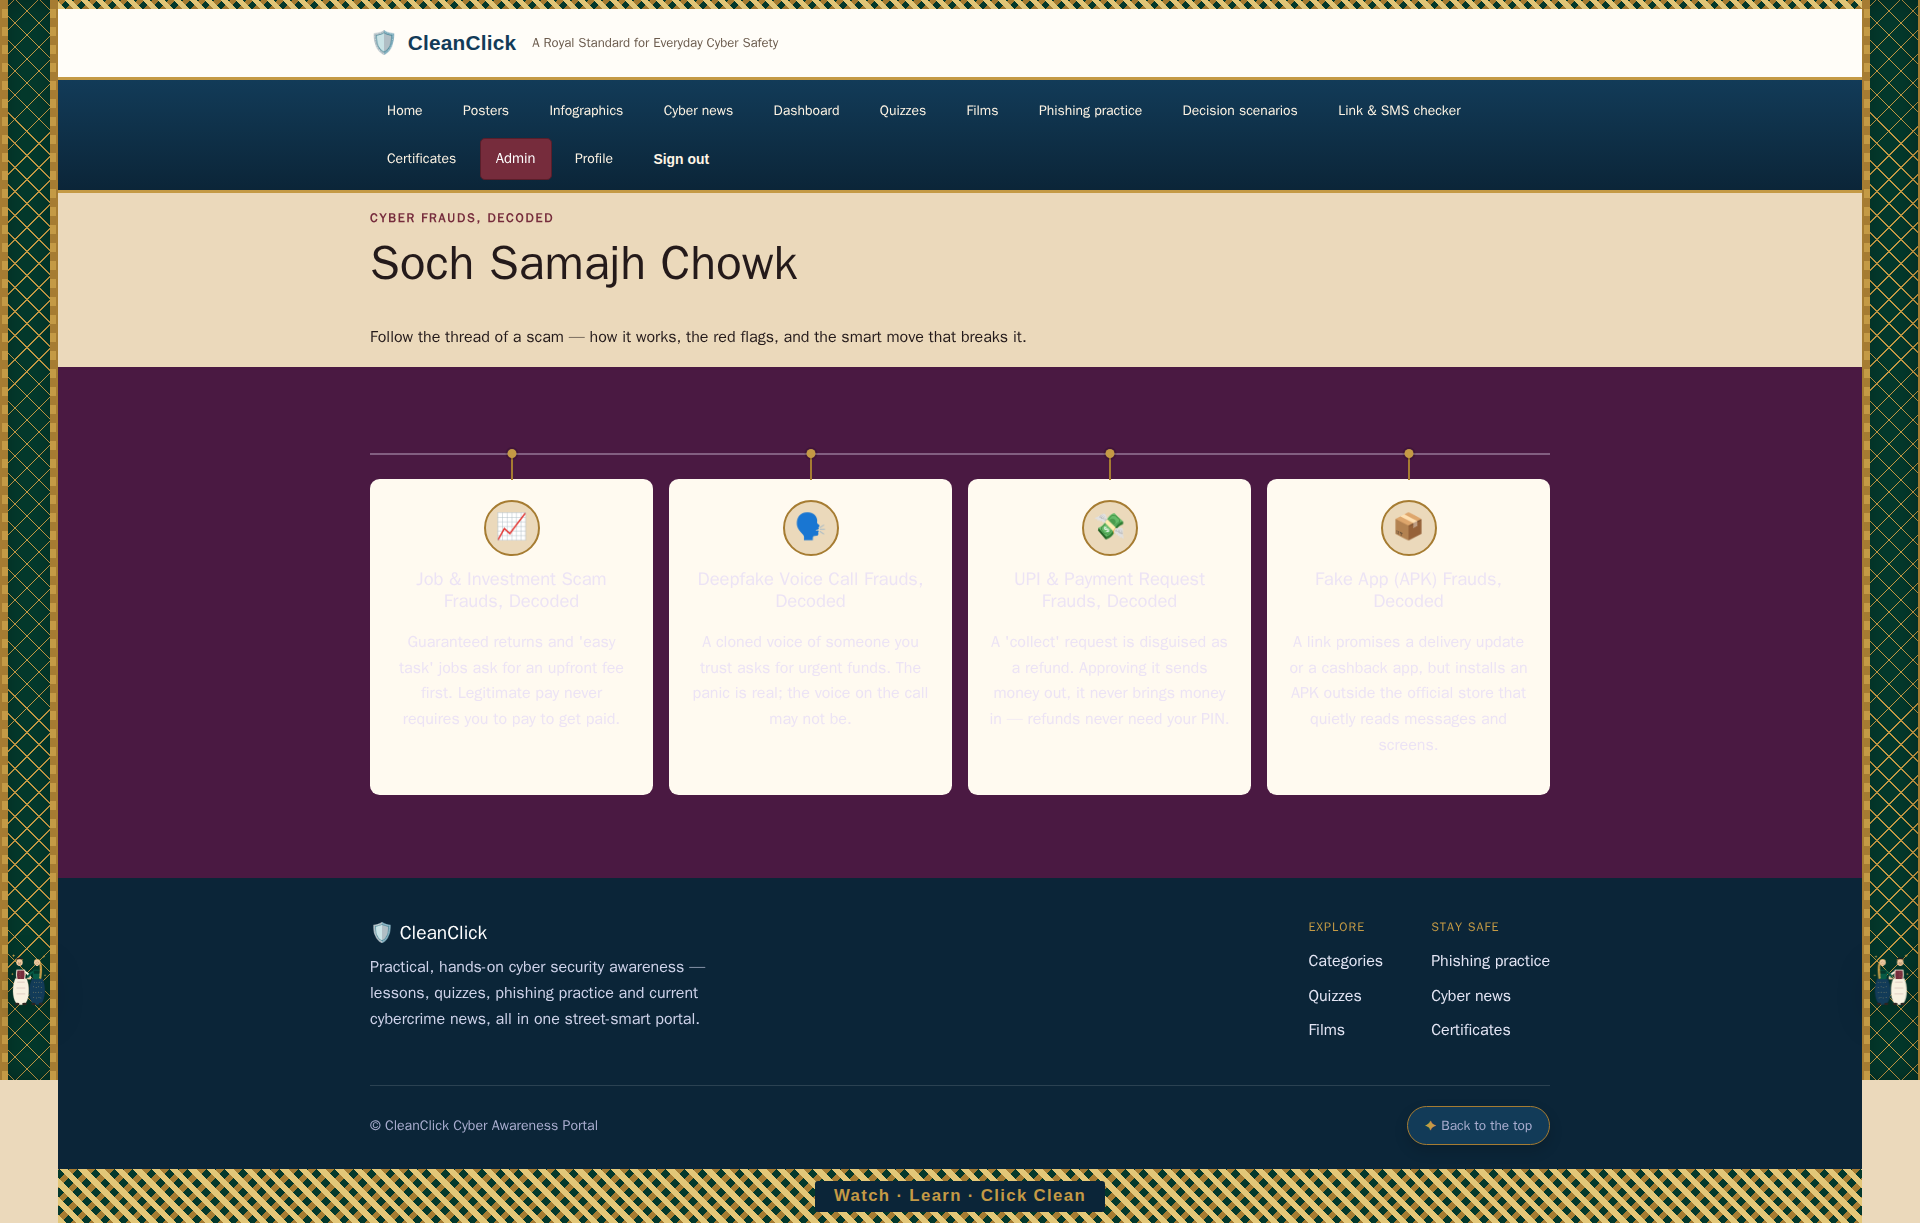 CleanClick
A Royal Standard for Everyday Cyber Safety
Home
Posters
Infographics
Cyber news
Dashboard
Quizzes
Films
Phishing practice
Decision scenarios
Link & SMS checker
Certificates
Admin
Profile
Sign out
CYBER FRAUDS, DECODED
Soch Samajh Chowk
Follow the thread of a scam — how it works, the red flags, and the smart move that breaks it.
Job & Investment Scam
Frauds, Decoded
Guaranteed returns and 'easy
task' jobs ask for an upfront fee
first. Legitimate pay never
requires you to pay to get paid.
Deepfake Voice Call Frauds,
Decoded
A cloned voice of someone you
trust asks for urgent funds. The
panic is real; the voice on the call
may not be.
UPI & Payment Request
Frauds, Decoded
A 'collect' request is disguised as
a refund. Approving it sends
money out, it never brings money
in — refunds never need your PIN.
Fake App (APK) Frauds,
Decoded
A link promises a delivery update
or a cashback app, but installs an
APK outside the official store that
quietly reads messages and
screens.
CleanClick
Practical, hands-on cyber security awareness —
lessons, quizzes, phishing practice and current
cybercrime news, all in one street-smart portal.
EXPLORE
Categories
Quizzes
Films
STAY SAFE
Phishing practice
Cyber news
Certificates
© CleanClick Cyber Awareness Portal
✦ Back to the top
Watch · Learn · Click Clean